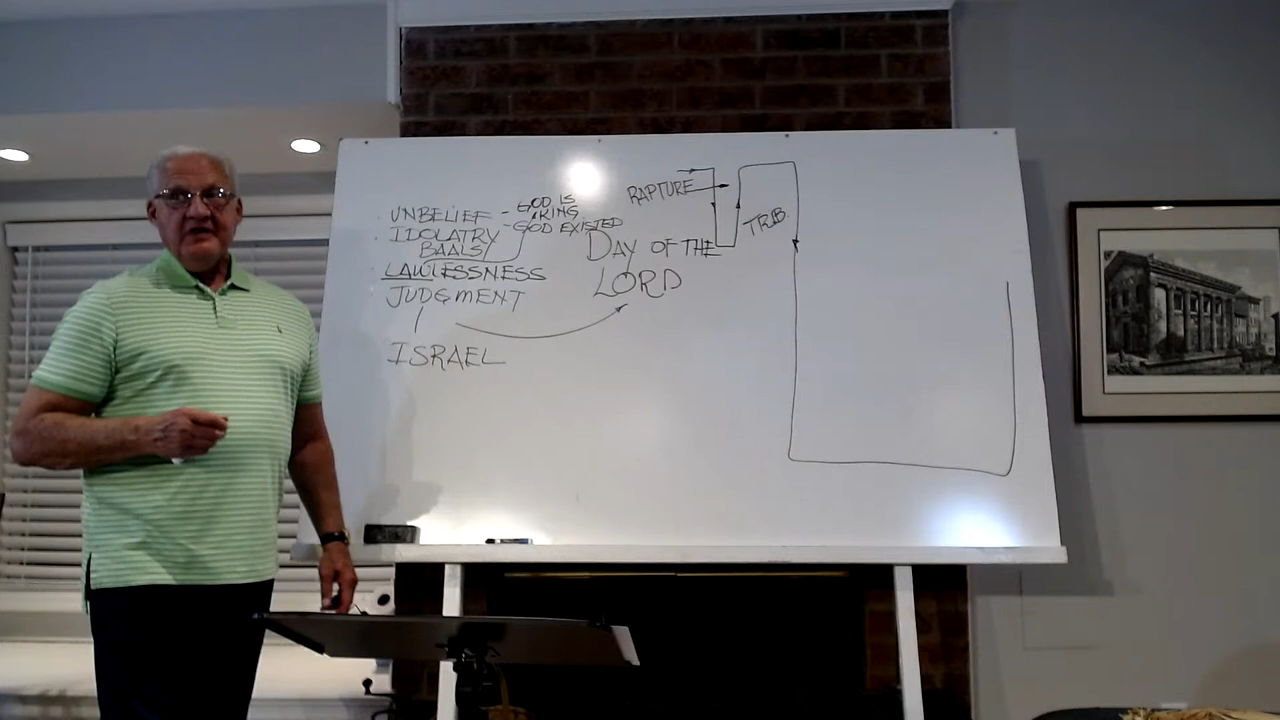 UNBELIEF - GOD IS
KING
IDOLATRY - GOD EXISTED
BAALS
LAWLESSNESS
JUDGMENT
ISRAEL
DAY OF THE
LORD
RAPTURE
TRIB.